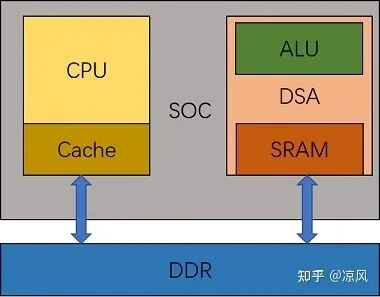 CPU
Cache
SOC
ALU
DSA
SRAM
DDR
知乎 @凉风